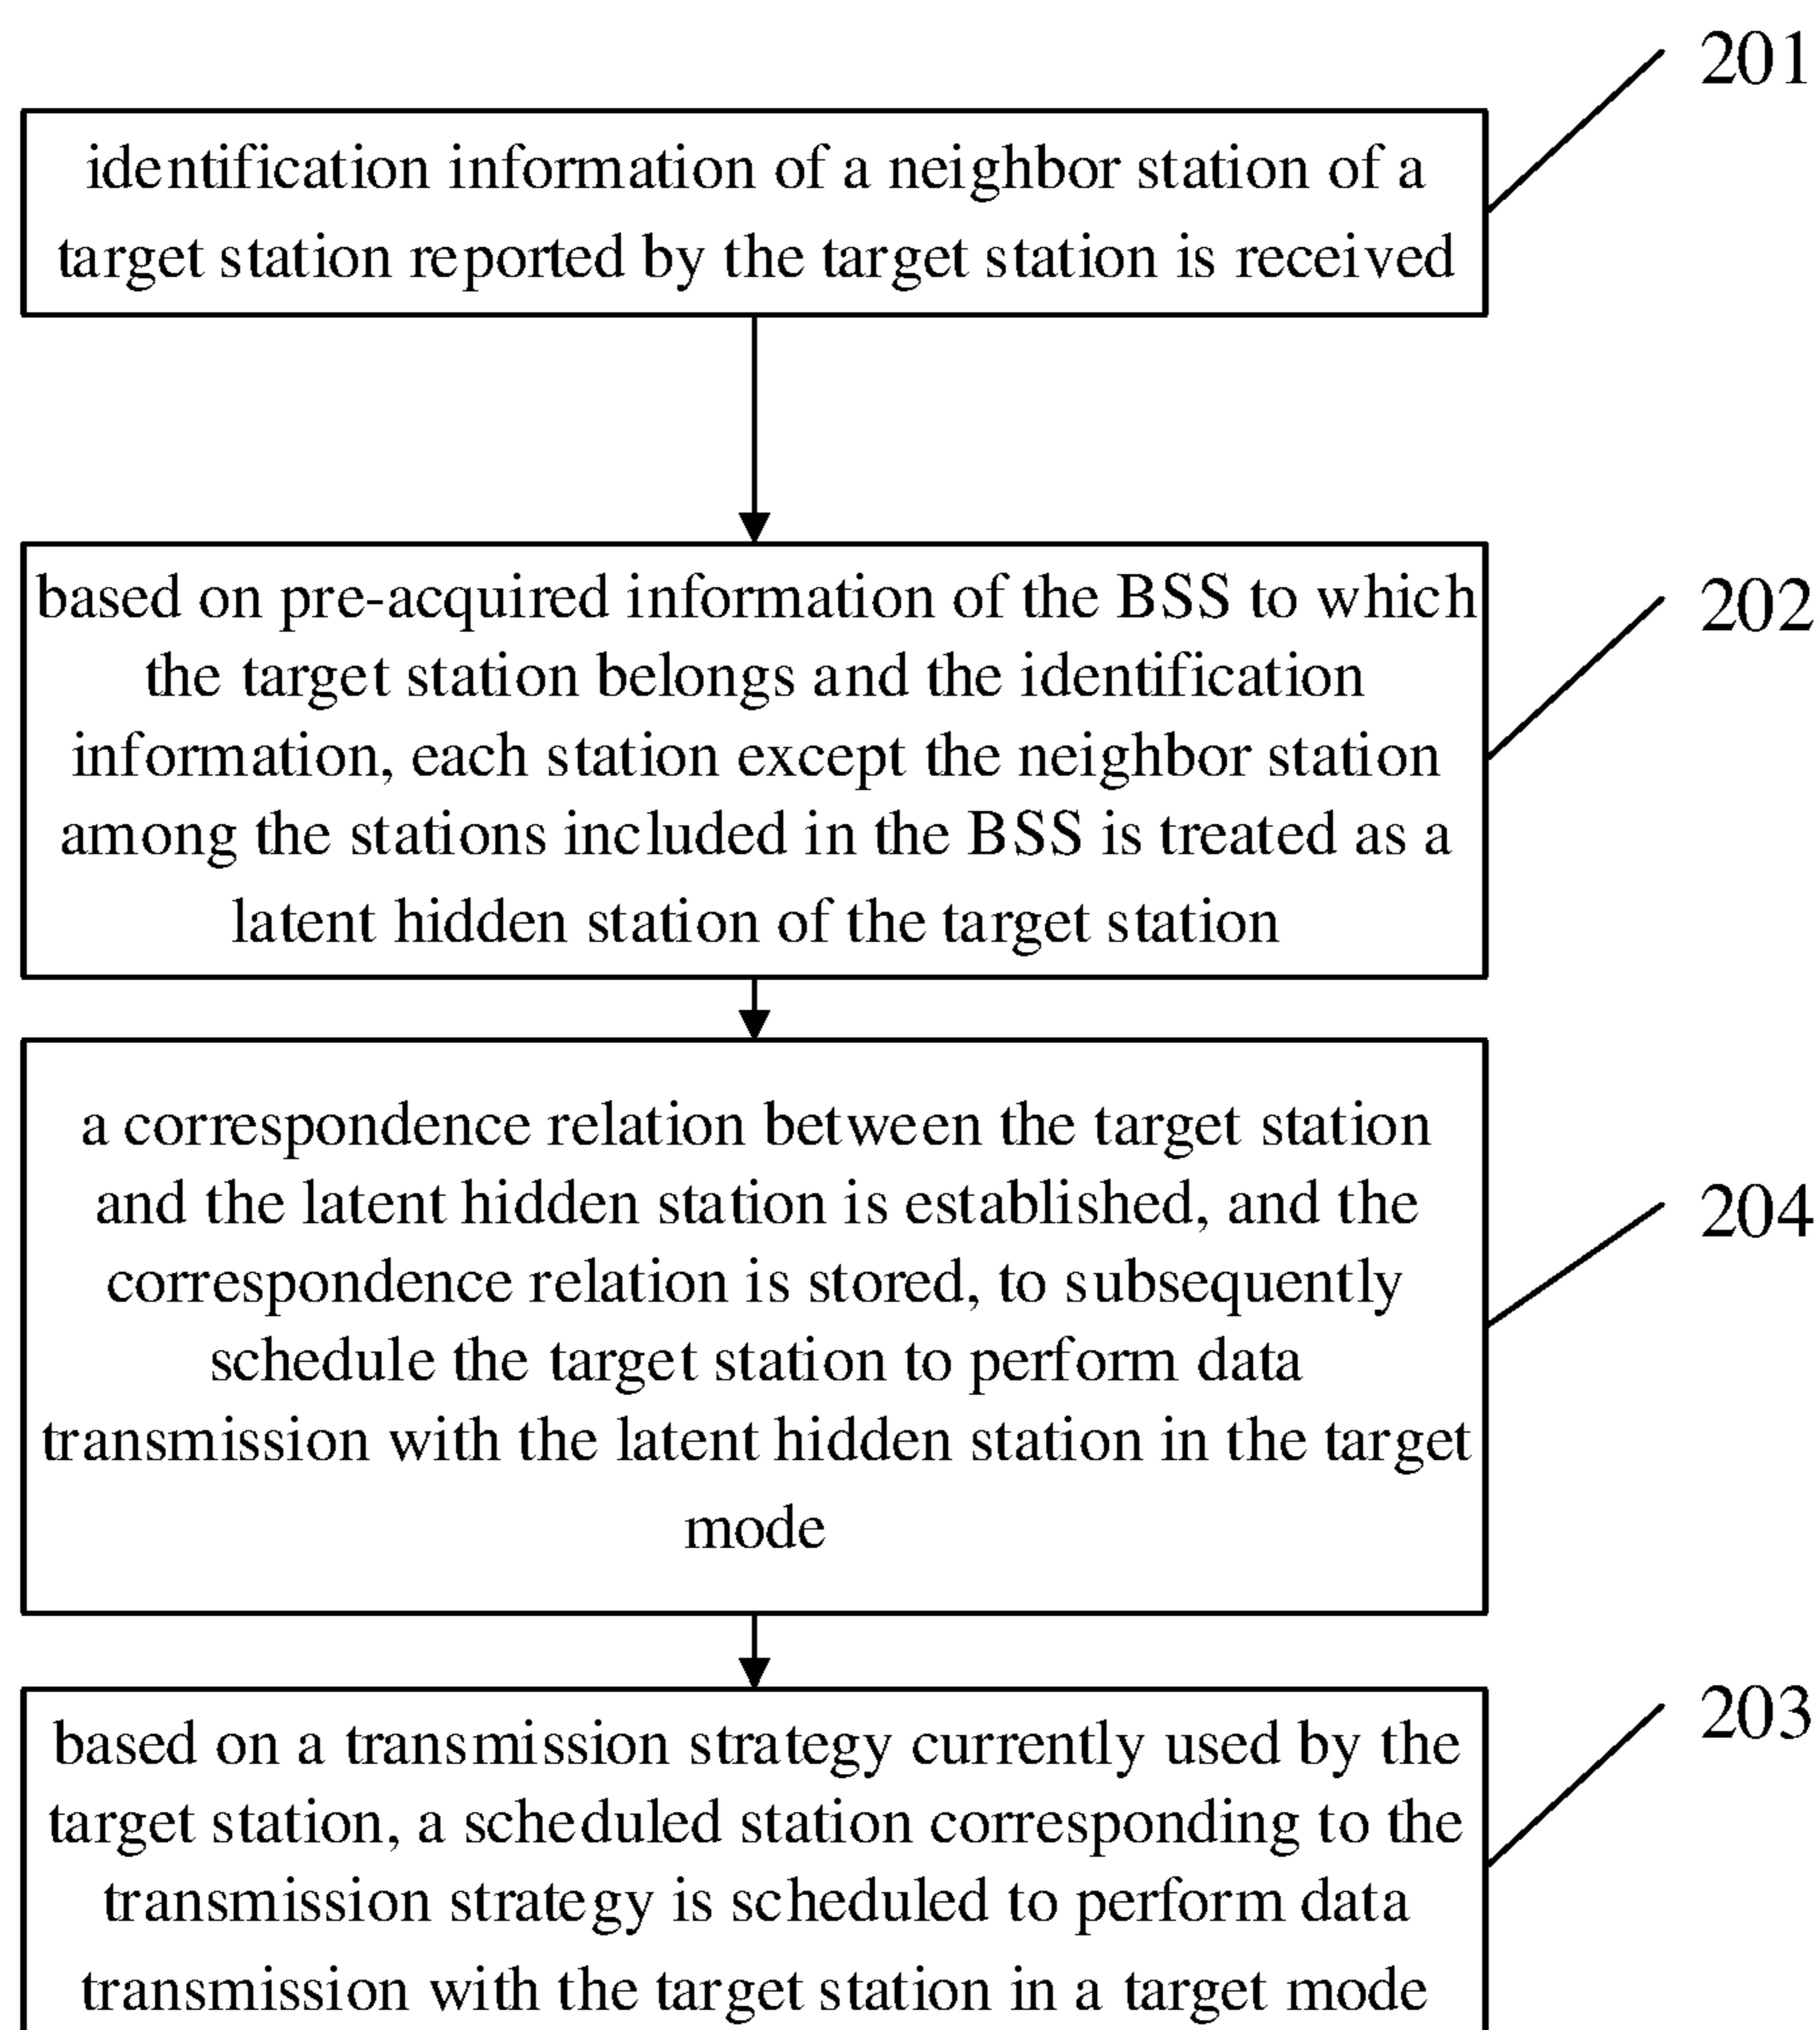 201
identification information of a neighbor station of a
target station reported by the target station is received
based on pre-acquired information of the BSS to which
the target station belongs and the identification
information, each station except the neighbor station
among the stations included in the BSS is treated as a
latent hidden station of the target station
202
a correspondence relation between the target station
and the latent hidden station is established, and the
correspondence relation is stored, to subsequently
schedule the target station to perform data
transmission with the latent hidden station in the target
mode
204
based on a transmission strategy currently used by the
target station, a scheduled station corresponding to the
transmission strategy is scheduled to perform data
transmission with the target station in a target mode
203